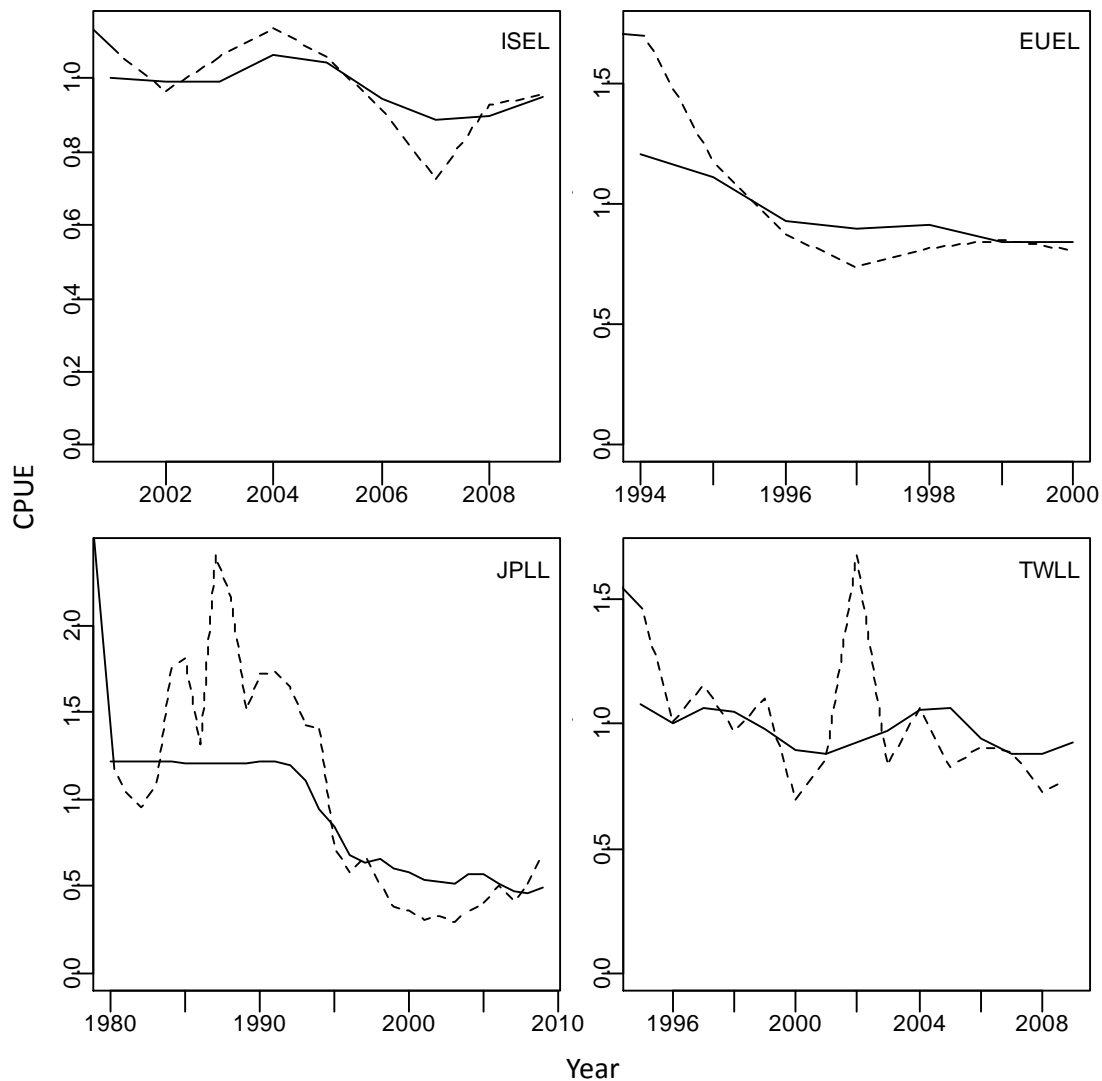 ISEL
0.0 0.2 0.4 0.6 0.8 1.0
2002 2004 2006 2008
EUEL
0.0 0.5 1.0 1.5
1994 1996 1998 2000
CPUE
JPLL
0.0 0.5 1.0 1.5 2.0
1980 1990 2000 2010
TWLL
0.0 0.5 1.0 1.5
1996 2000 2004 2008
Year